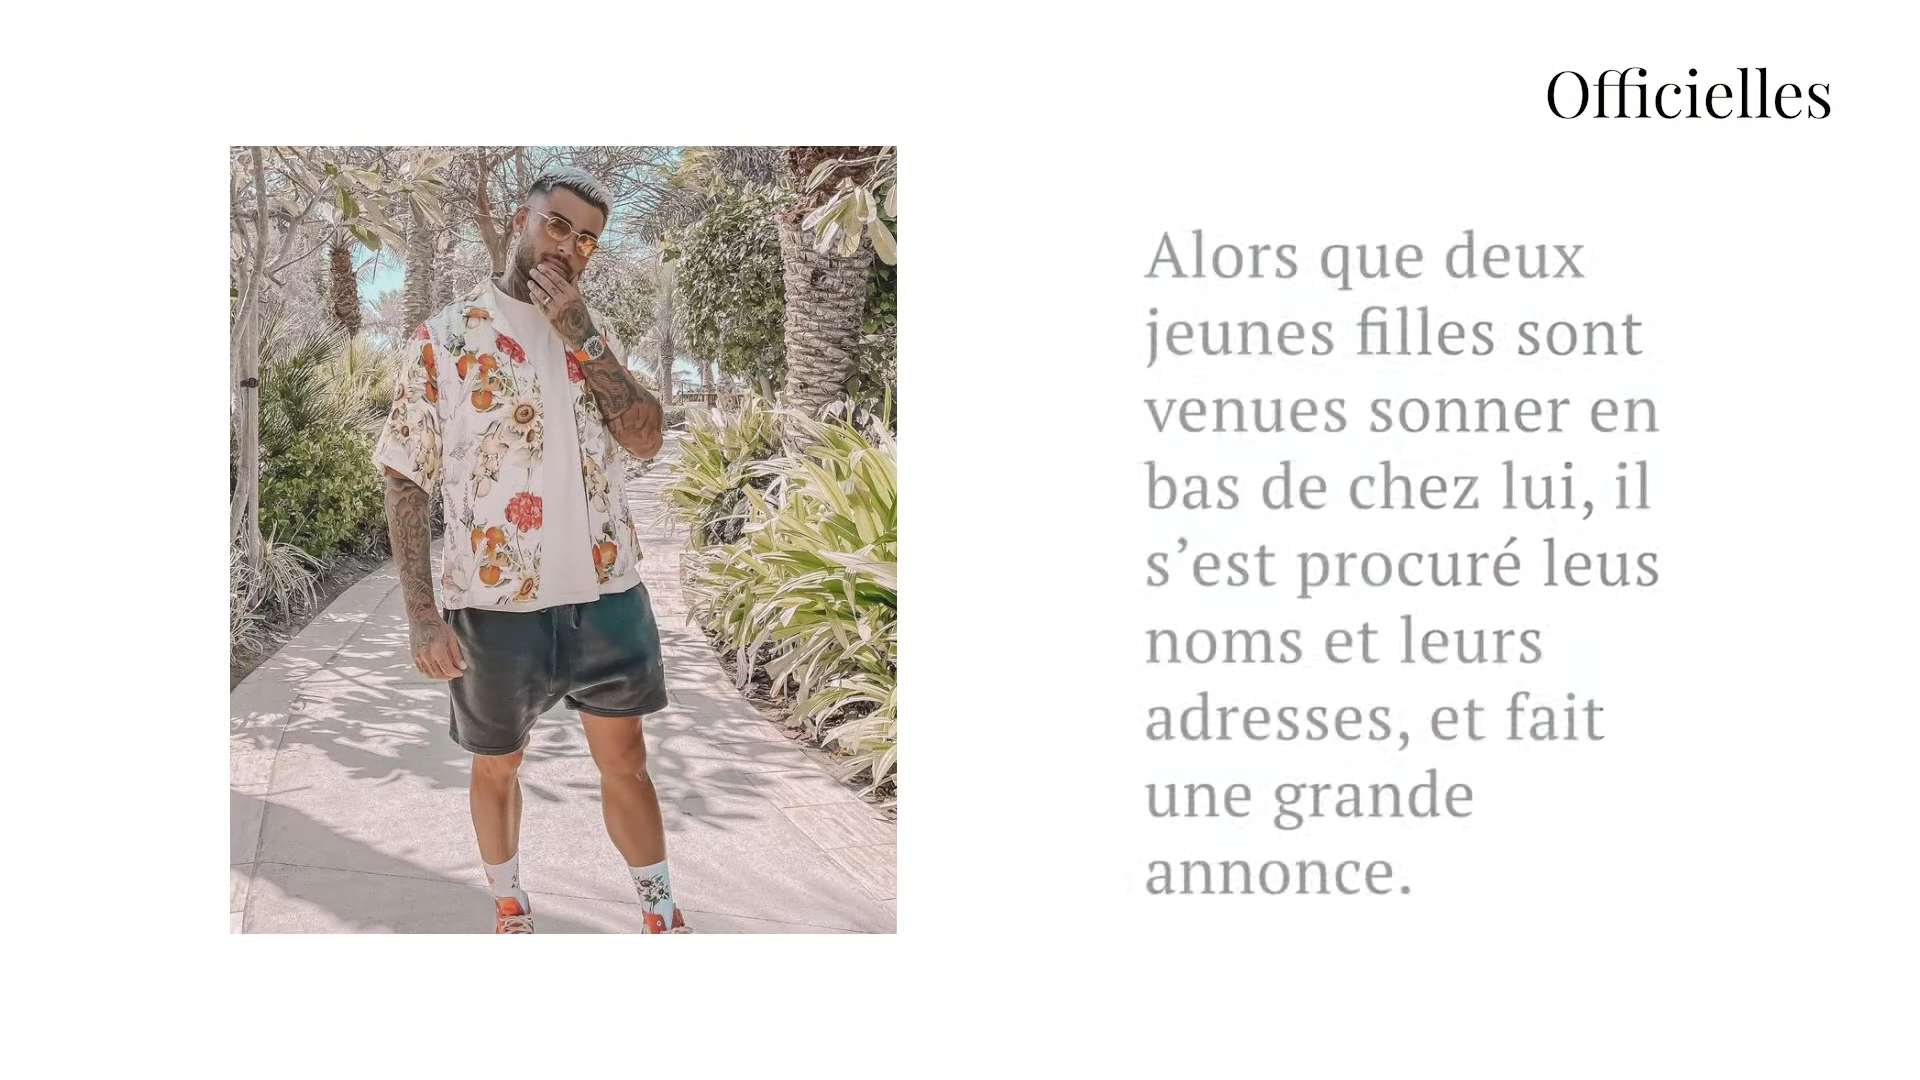 Officielles
Alors que deux
jeunes filles sont
venues sonner en
bas de chez lui, il
s’est procuré leus
noms et leurs
adresses, et fait
une grande
annonce.